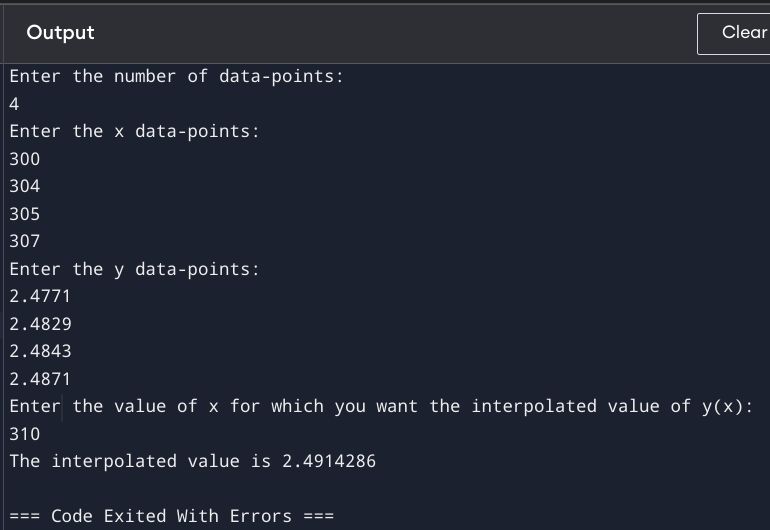 Output
Clear
Enter the number of data-points:
4
Enter the x data-points:
300
304
305
307
Enter the y data-points:
2.4771
2.4829
2.4843
2.4871
Enter the value of x for which you want the interpolated value of y(x):
310
The interpolated value is 2.4914286
=== Code Exited With Errors ===